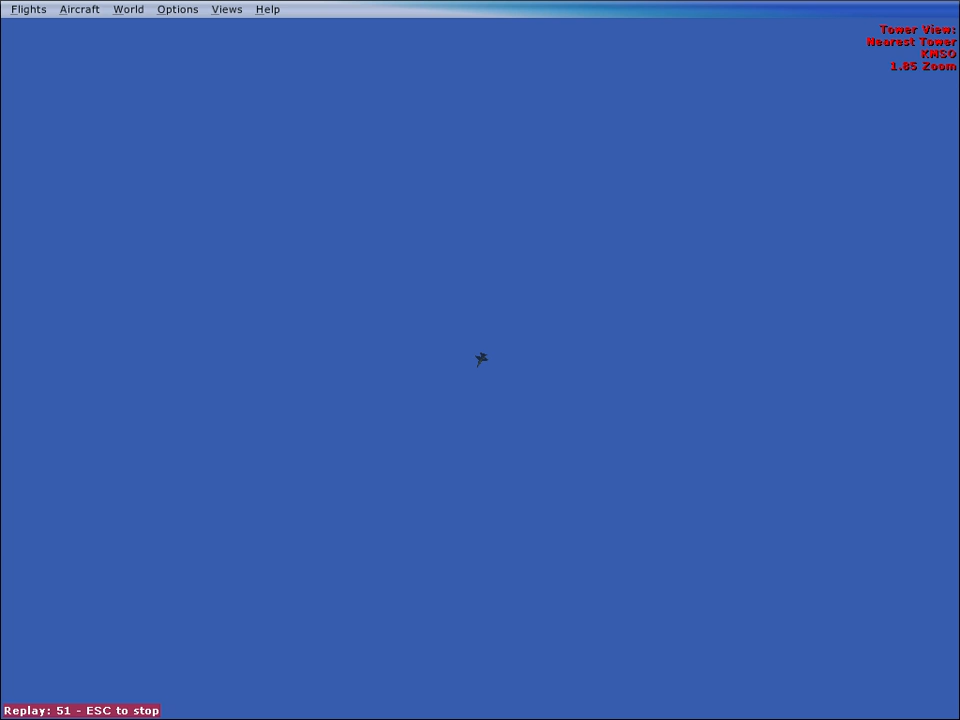 Flights Aircraft World Options Views Help
Tower View:
Nearest Tower
KMSO
1.85 Zoom
Replay: 51 - ESC to stop